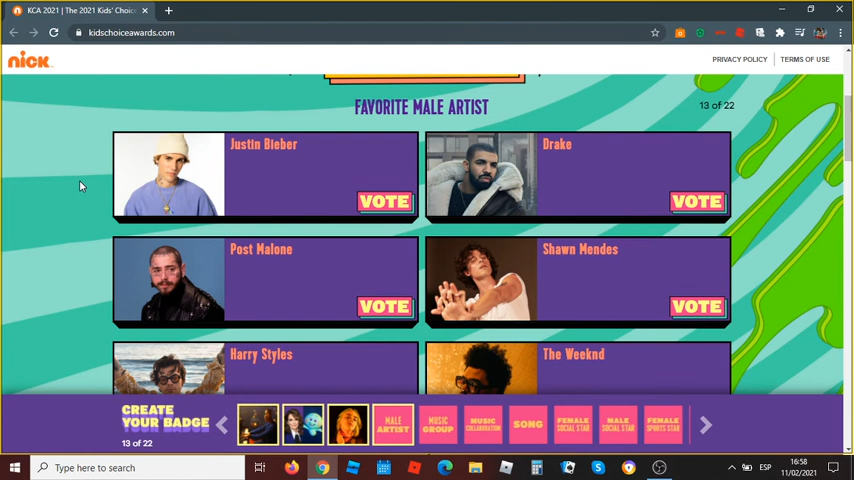 KCA 2021 | The 2021 Kids' Choic
kidschoiceawards.com
nick
PRIVACY POLICY
TERMS OF USE
FAVORITE MALE ARTIST
13 of 22
Justin Bieber
VOTE
Drake
VOTE
Post Malone
VOTE
Shawn Mendes
VOTE
Harry Styles
The Weeknd
CREATE
YOUR BADGE
13 of 22
MALE
ARTIST
MUSIC
GROUP
MUSIC
COLLABORATION
SONG
FEMALE
SOCIAL STAR
MALE
SOCIAL STAR
FEMALE
SPORTS STAR
Type here to search
ESP
16:58
11/02/2021